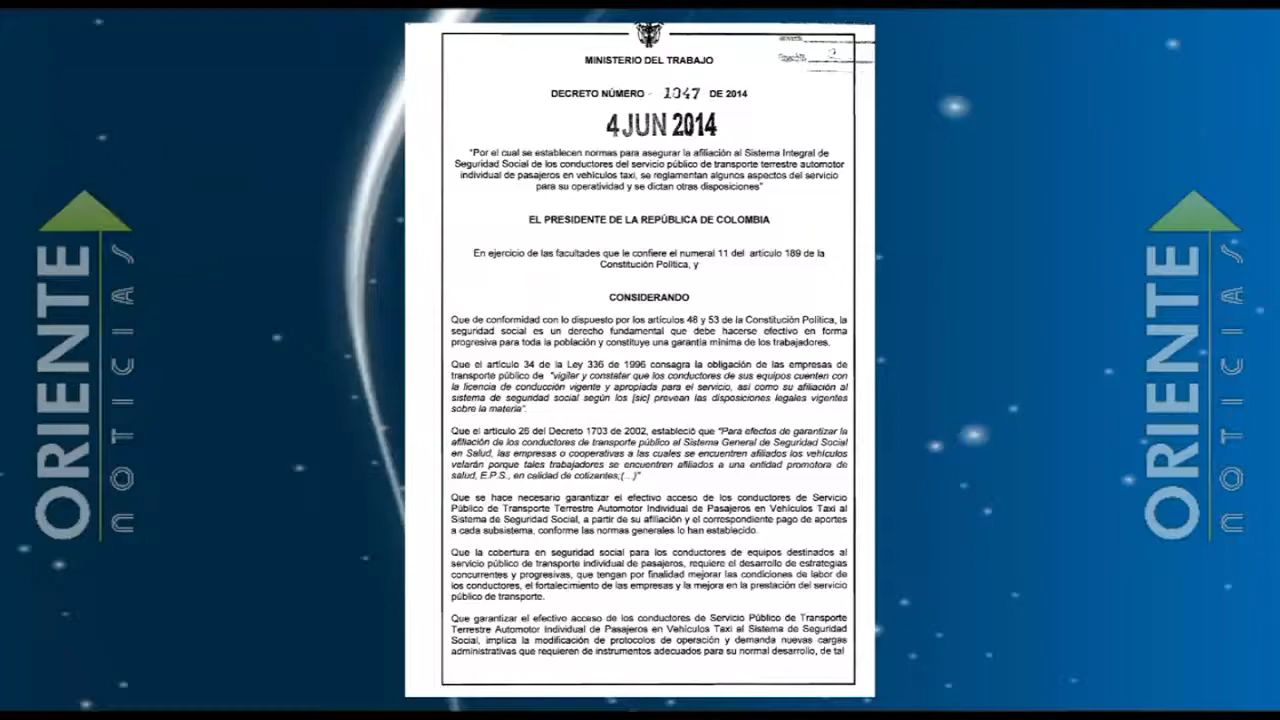 MINISTERIO DEL TRABAJO
DECRETO NÚMERO 1047 DE 2014
4 JUN 2014
"Por el cual se establecen normas para asegurar la afiliación al Sistema Integral de
Seguridad Social de los conductores del servicio público de transporte terrestre automotor
individual de pasajeros en vehículos taxi, se reglamentan algunos aspectos del servicio
para su operatividad y se dictan otras disposiciones"
EL PRESIDENTE DE LA REPÚBLICA DE COLOMBIA
En ejercicio de las facultades que le confiere el numeral 11 del artículo 189 de la
Constitución Política, y
CONSIDERANDO
Que de conformidad con lo dispuesto por los artículos 48 y 53 de la Constitución Política, la
seguridad social es un derecho fundamental que debe hacerse efectivo en forma
progresiva para toda la población y constituye una garantía mínima de los trabajadores.
Que el artículo 34 de la Ley 336 de 1996 consagra la obligación de las empresas de
transporte público de "vigilar y constatar que los conductores de sus equipos cuenten con
la licencia de conducción vigente y apropiada para el servicio, así como su afiliación al
sistema de seguridad social según los [sic] prevean las disposiciones legales vigentes
sobre la materia".
Que el artículo 26 del Decreto 1703 de 2002, estableció que "Para efectos de garantizar la
afiliación de los conductores de transporte público al Sistema General de Seguridad Social
en Salud, las empresas o cooperativas a las cuales se encuentren afiliados los vehículos
velarán porque tales trabajadores se encuentren afiliados a una entidad promotora de
salud, E.P.S., en calidad de cotizantes;(...)"
Que se hace necesario garantizar el efectivo acceso de los conductores de Servicio
Público de Transporte Terrestre Automotor Individual de Pasajeros en Vehículos Taxi al
Sistema de Seguridad Social, a partir de su afiliación y el correspondiente pago de aportes
a cada subsistema, conforme las normas generales lo han establecido.
Que la cobertura en seguridad social para los conductores de equipos destinados al
servicio público de transporte individual de pasajeros, requiere el desarrollo de estrategias
concurrentes y progresivas, que tengan por finalidad mejorar las condiciones de labor de
los conductores, el fortalecimiento de las empresas y la mejora en la prestación del servicio
público de transporte.
Que garantizar el efectivo acceso de los conductores de Servicio Público de Transporte
Terrestre Automotor Individual de Pasajeros en Vehículos Taxi al Sistema de Seguridad
Social, implica la modificación de protocolos de operación y demanda nuevas cargas
administrativas que requieren de instrumentos adecuados para su normal desarrollo, de tal
ORIENTE
NOTICIAS
ORIENTE
NOTICIAS